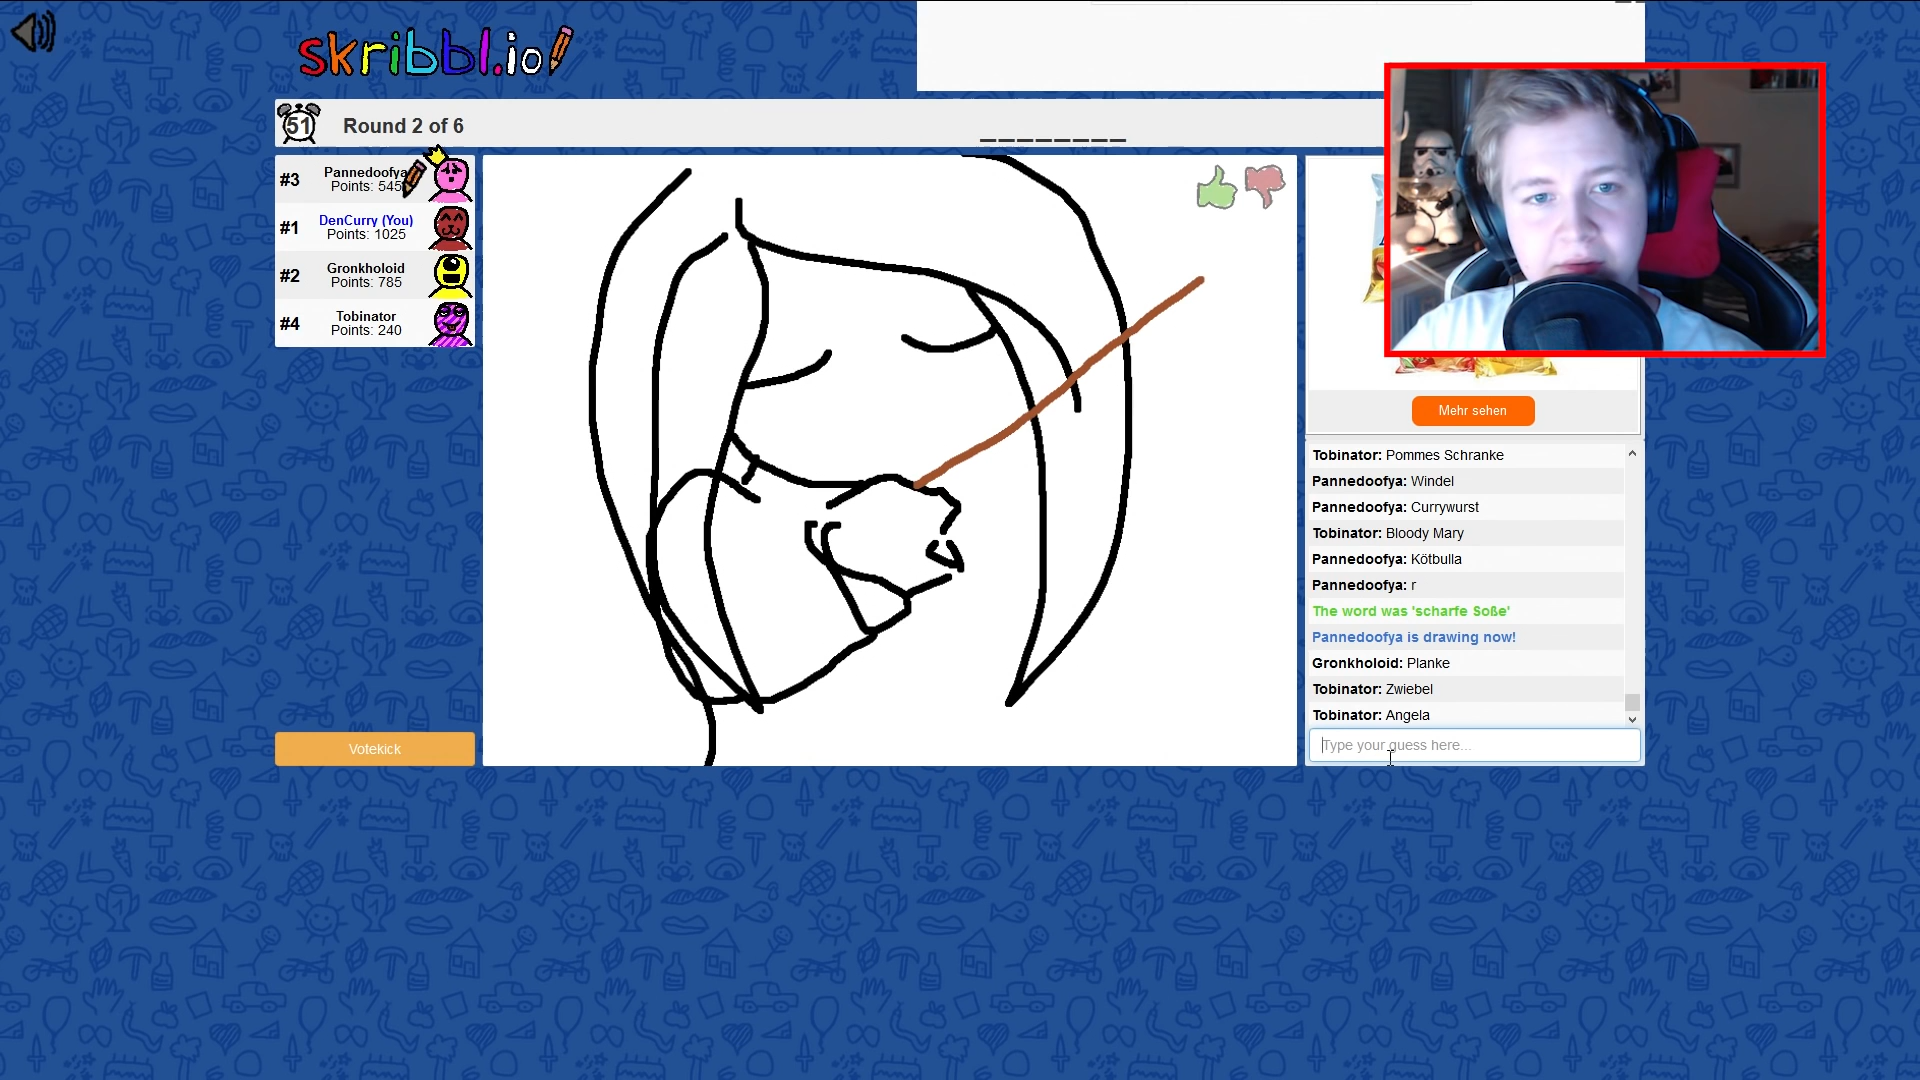 skribbl.io
51
Round 2 of 6
________
#3
Pannedoofya
Points: 545
#1
DenCurry (You)
Points: 1025
#2
Gronkholoid
Points: 785
#4
Tobinator
Points: 240
Votekick
Mehr sehen
Tobinator: Pommes Schranke
Pannedoofya: Windel
Pannedoofya: Currywurst
Tobinator: Bloody Mary
Pannedoofya: Kötbulla
Pannedoofya: r
The word was 'scharfe Soße'
Pannedoofya is drawing now!
Gronkholoid: Planke
Tobinator: Zwiebel
Tobinator: Angela
Type your guess here...